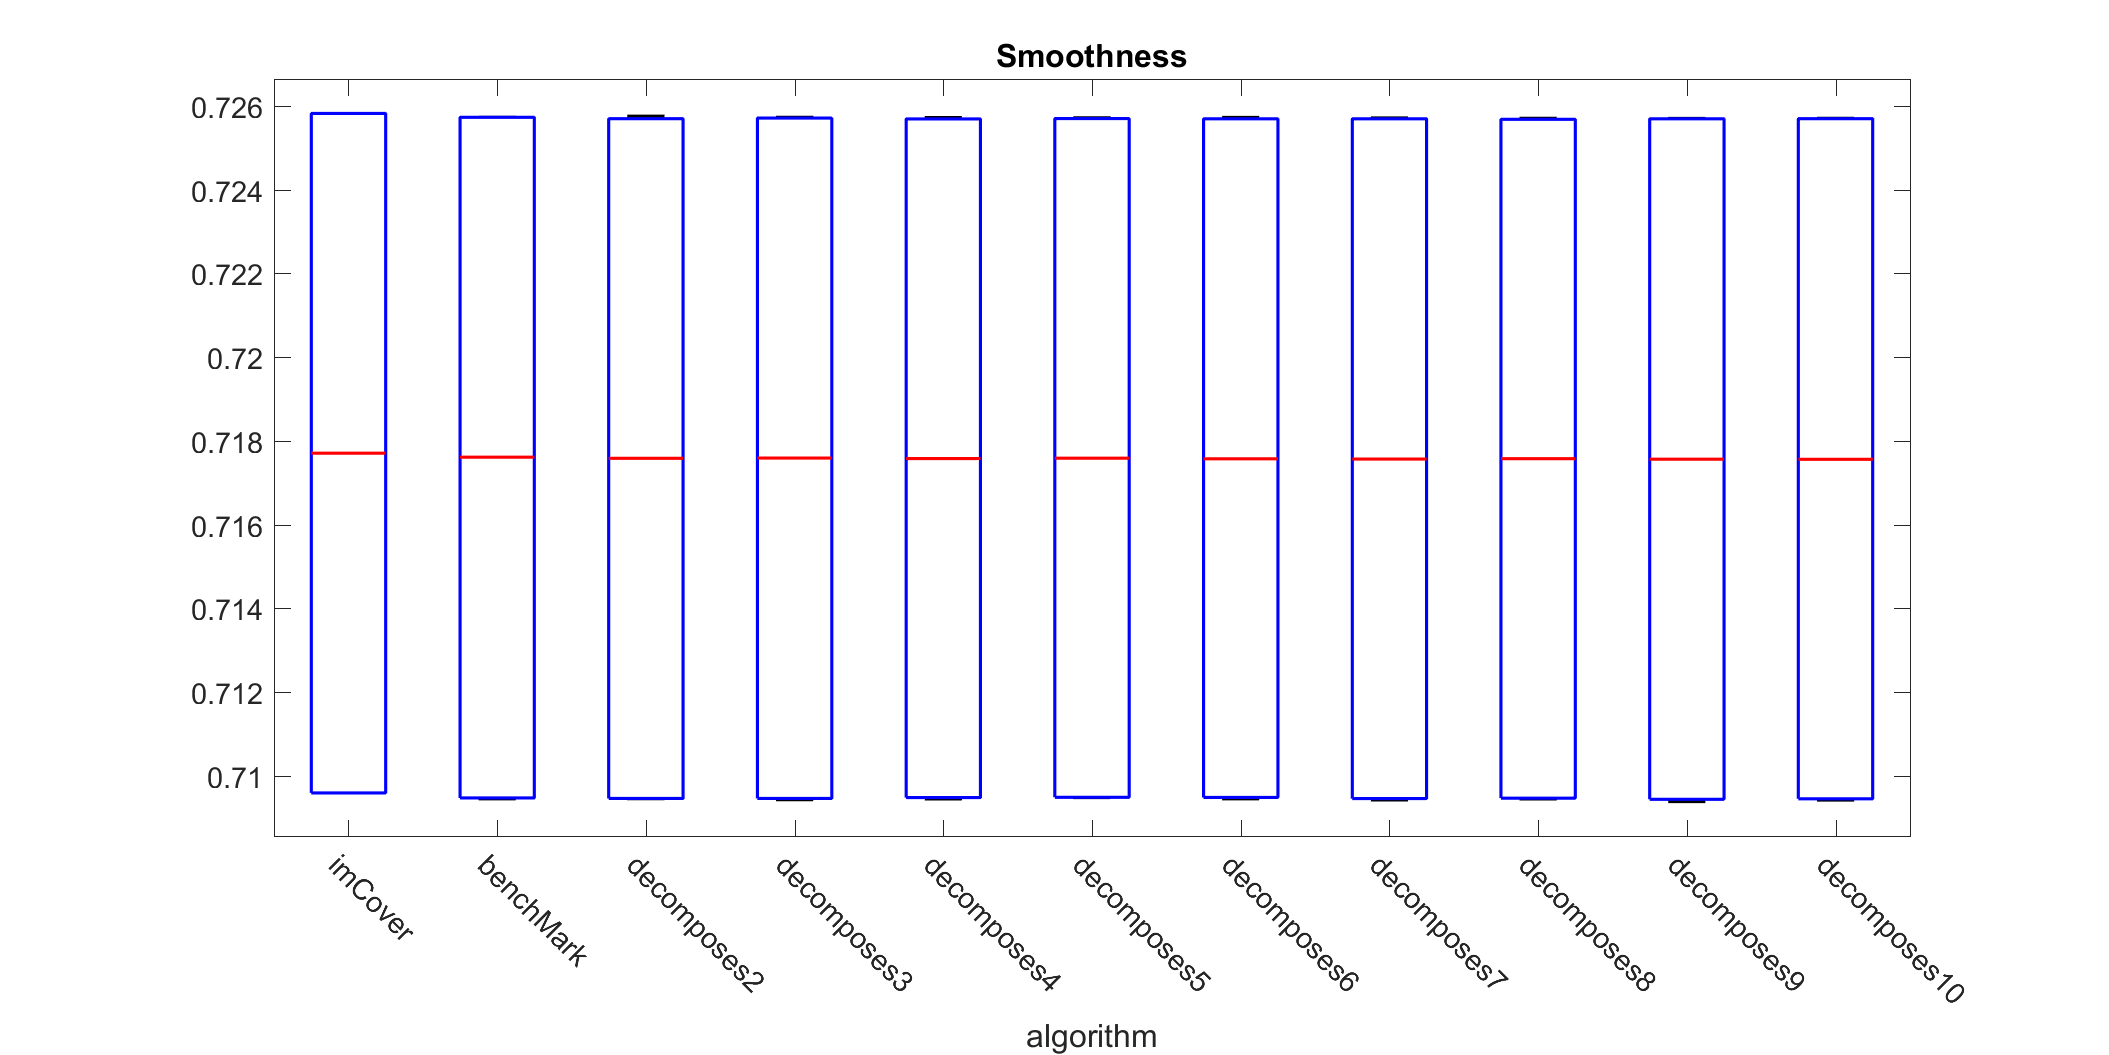 Smoothness
0.726
0.724
0.722
0.72
0.718
0.716
0.714
0.712
0.71
imCover
benchMark
decomposes2
decomposes3
decomposes4
decomposes5
decomposes6
decomposes7
decomposes8
decomposes9
decomposes10
algorithm